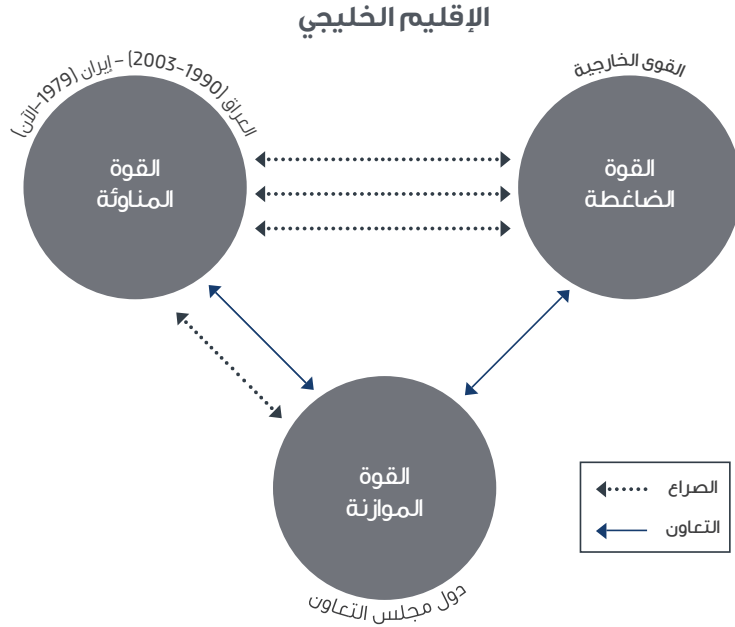 الإقليم الخليجي
القوى الخارجية
القوة
الضاغطة
العراق (1990-2003) – إيران (1979-الآن)
القوة
المناوئة
القوة
الموازنة
دول مجلس التعاون
الصراع
التعاون